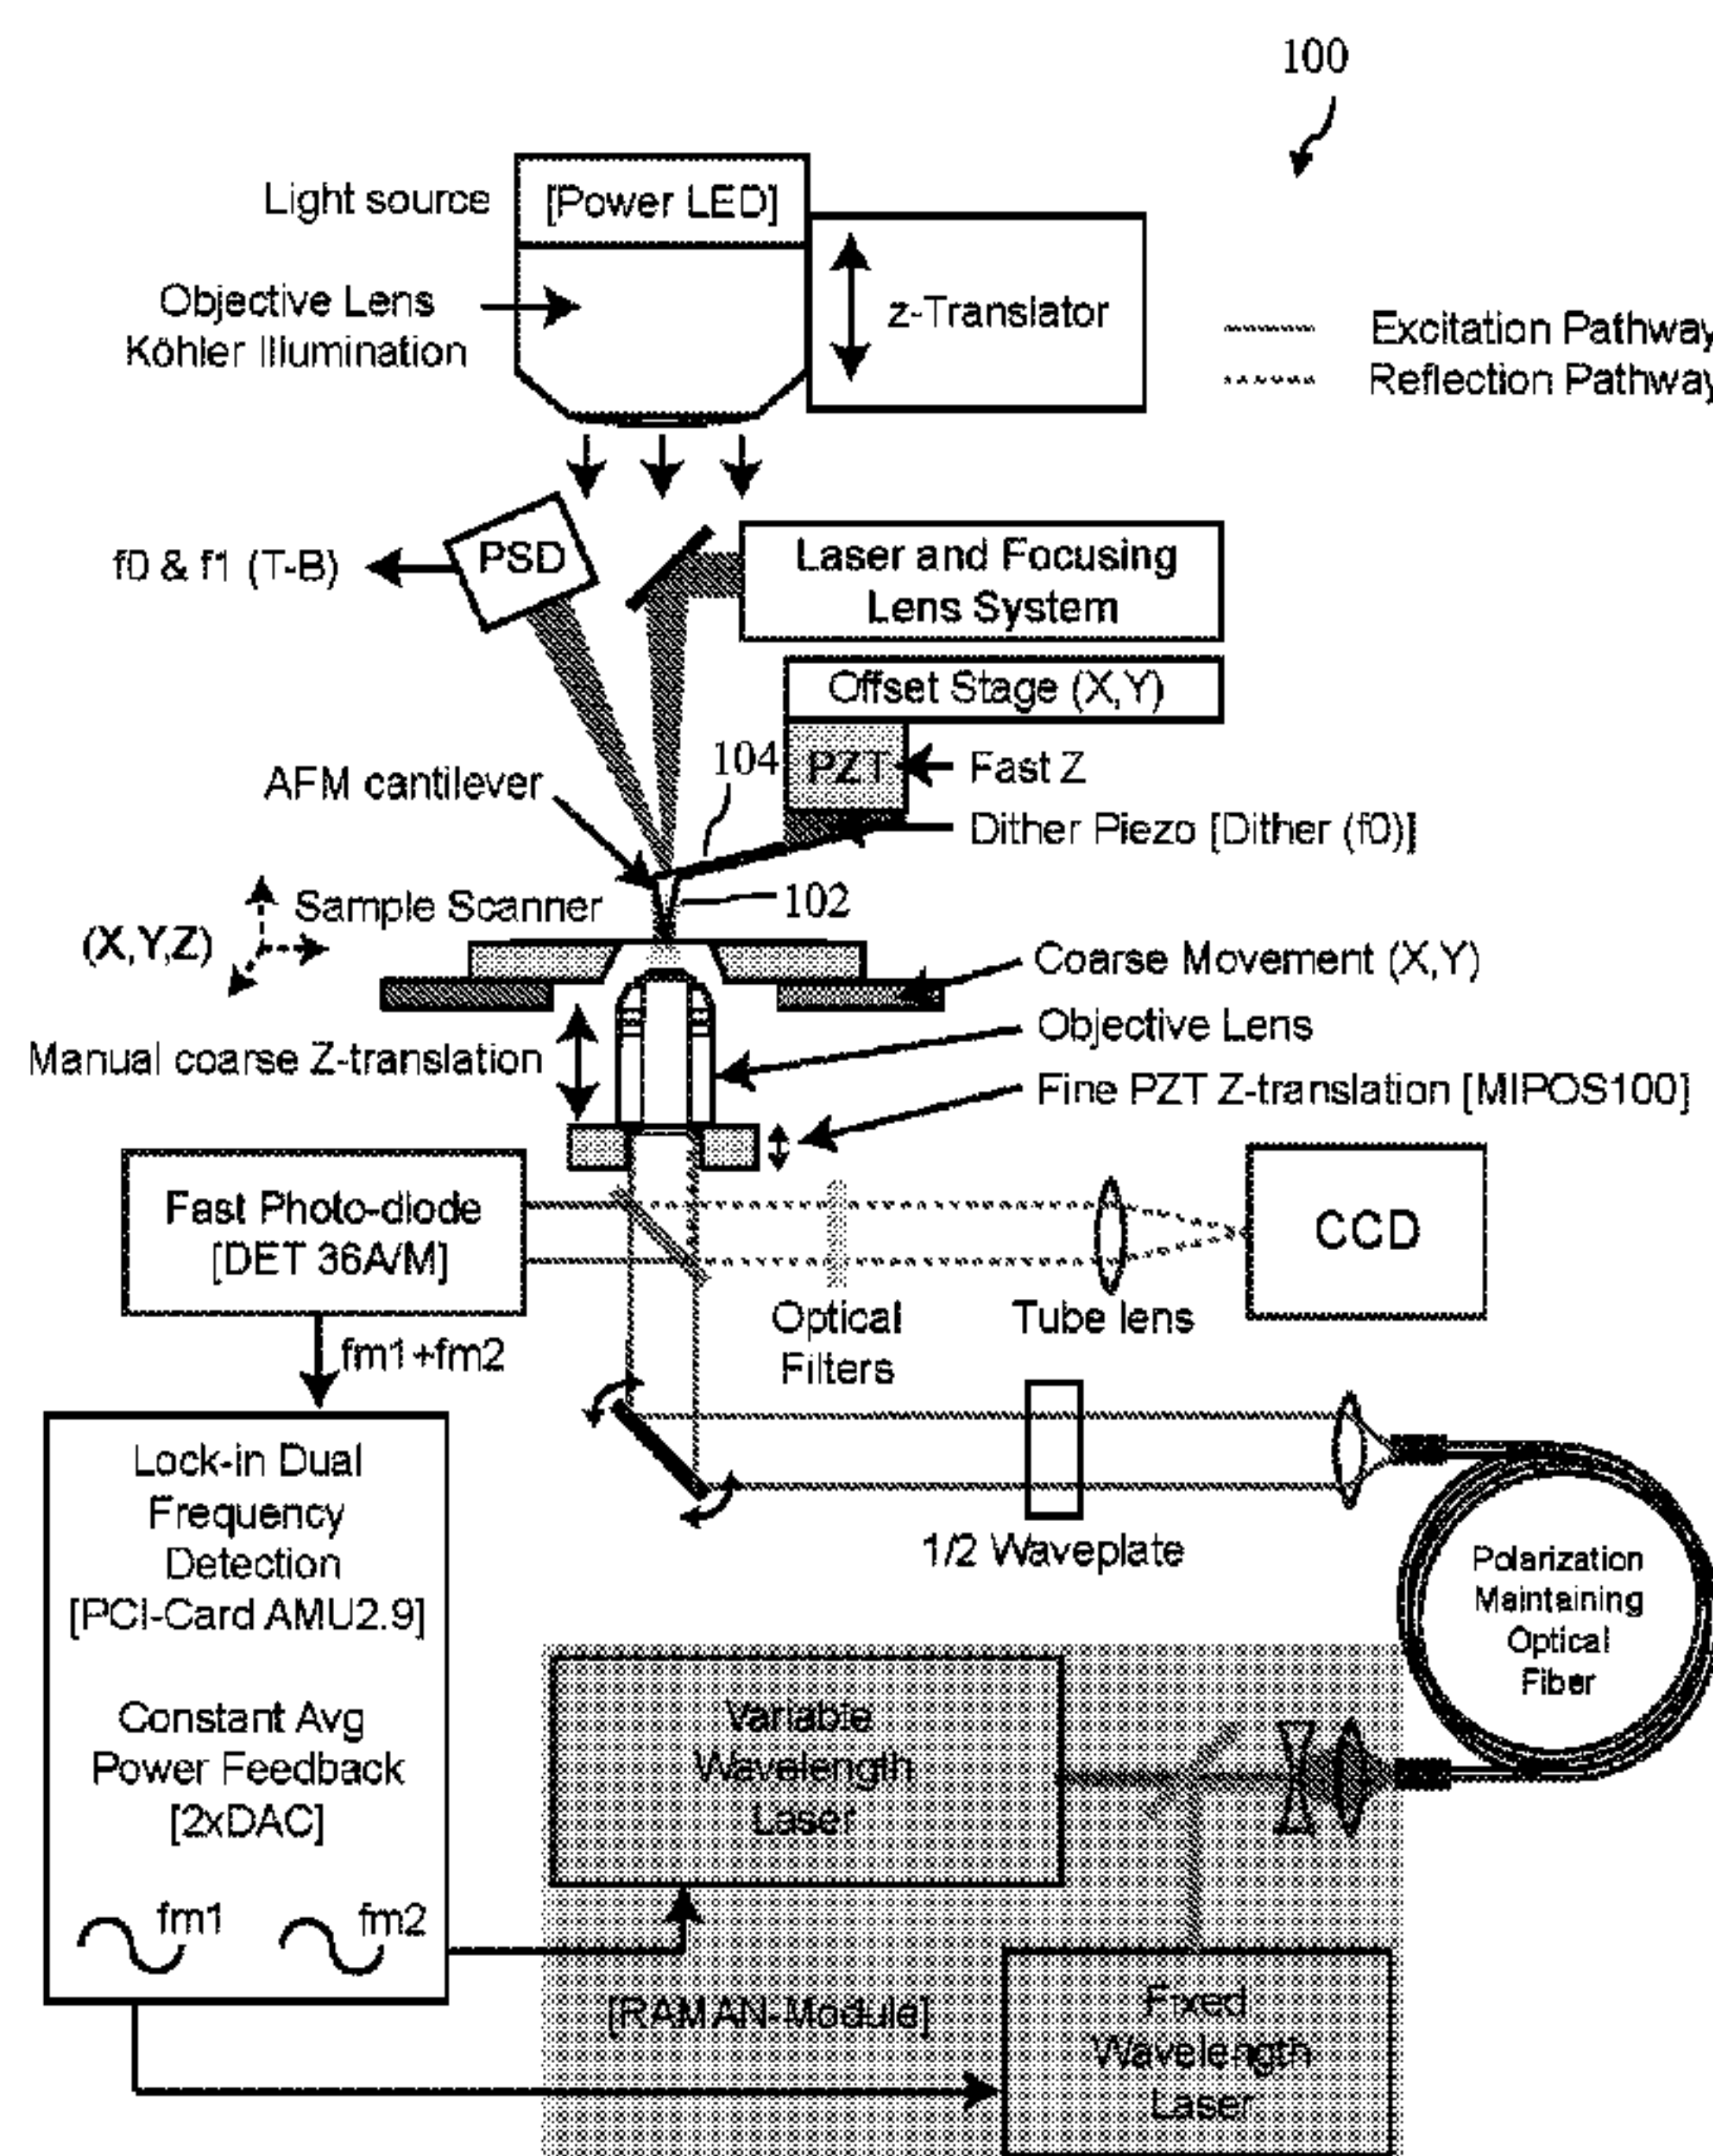 100
Light source
[Power LED]
Objective Lens
Köhler Illumination
z-Translator
Excitation Pathway
Reflection Pathway
PSD
f0 & f1 (T-B)
Laser and Focusing
Lens System
Offset Stage (X,Y)
PZT
Fast Z
104
AFM cantilever
Dither Piezo [Dither (f0)]
102
Sample Scanner
(X,Y,Z)
Coarse Movement (X,Y)
Objective Lens
Manual coarse Z-translation
Fine PZT Z-translation [MIPOS100]
Fast Photo-diode
[DET 36A/M]
CCD
Optical
Filters
Tube lens
fm1+fm2
Lock-in Dual
Frequency
Detection
[PCI-Card AMU2.9]
Constant Avg
Power Feedback
[2xDAC]
fm1
fm2
1/2 Waveplate
Polarization
Maintaining
Optical
Fiber
Variable
Wavelength
Laser
[RAMAN-Module]
Fixed
Wavelength
Laser